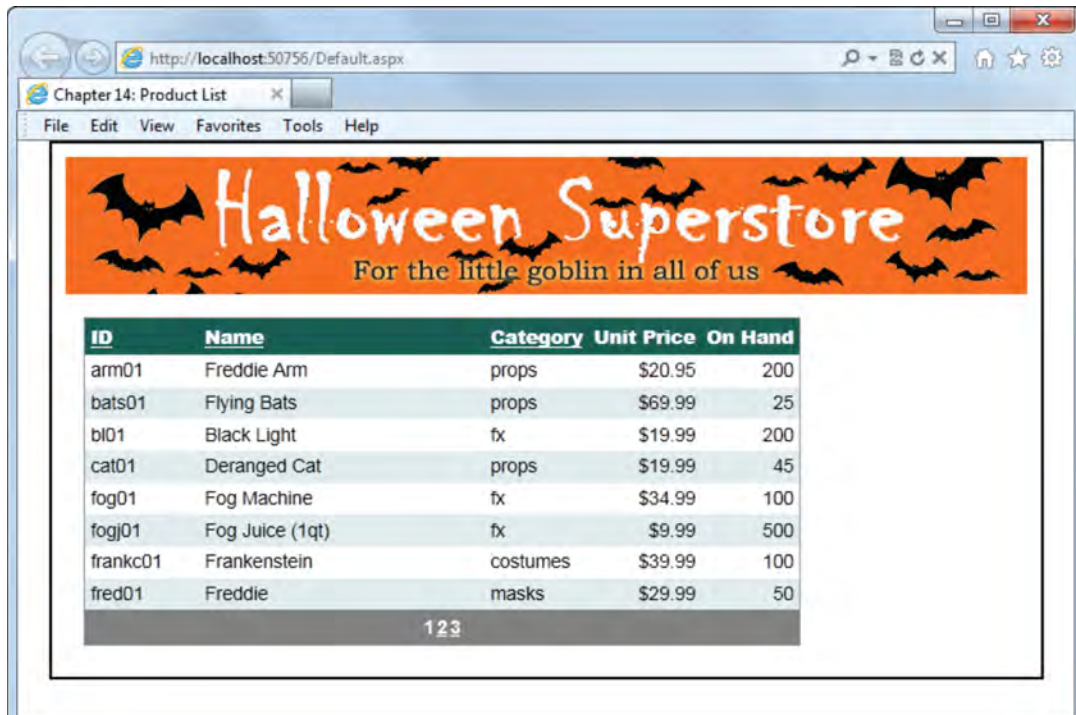 http://localhost:50756/Default.aspx
Chapter 14: Product List
File Edit View Favorites Tools Help
Halloween Superstore
For the little goblin in all of us
ID Name Category Unit Price On Hand
arm01 Freddie Arm props $20.95 200
bats01 Flying Bats props $69.99 25
bl01 Black Light fx $19.99 200
cat01 Deranged Cat props $19.99 45
fog01 Fog Machine fx $34.99 100
fogj01 Fog Juice (1qt) fx $9.99 500
frankc01 Frankenstein costumes $39.99 100
fred01 Freddie masks $29.99 50
1 2 3